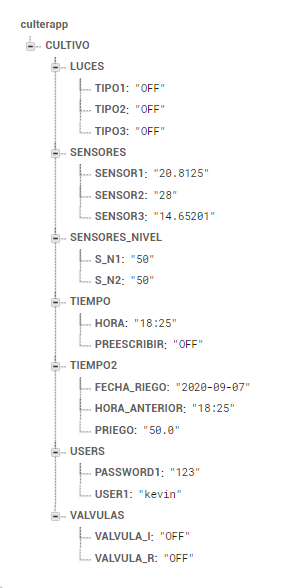 culterapp
CULTIVO
LUCES
TIPO1: "OFF"
TIPO2: "OFF"
TIPO3: "OFF"
SENSORES
SENSOR1: "20.8125"
SENSOR2: "28"
SENSOR3: "14.65201"
SENSORES_NIVEL
S_N1: "50"
S_N2: "50"
TIEMPO
HORA: "18:25"
PREESCRIBIR: "OFF"
TIEMPO2
FECHA_RIEGO: "2020-09-07"
HORA_ANTERIOR: "18:25"
PRIEGO: "50.0"
USERS
PASSWORD1: "123"
USER1: "kevin"
VALVULAS
VALVULA_I: "OFF"
VALVULA_R: "OFF"